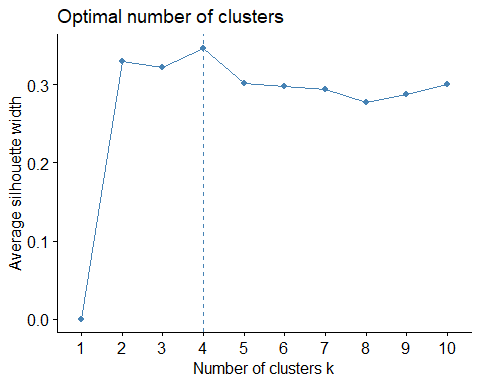 Optimal number of clusters
Average silhouette width
0.3
0.2
0.1
0.0
1 2 3 4 5 6 7 8 9 10
Number of clusters k